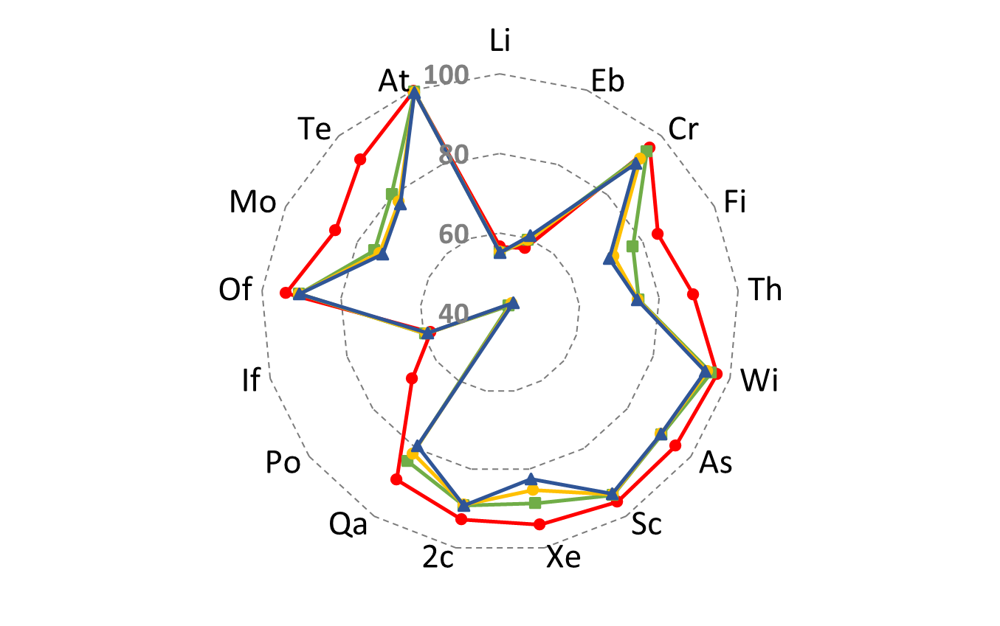 Li
Eb
Cr
Fi
Th
Wi
As
Sc
Xe
2c
Qa
Po
If
Of
Mo
Te
At
100
80
60
40